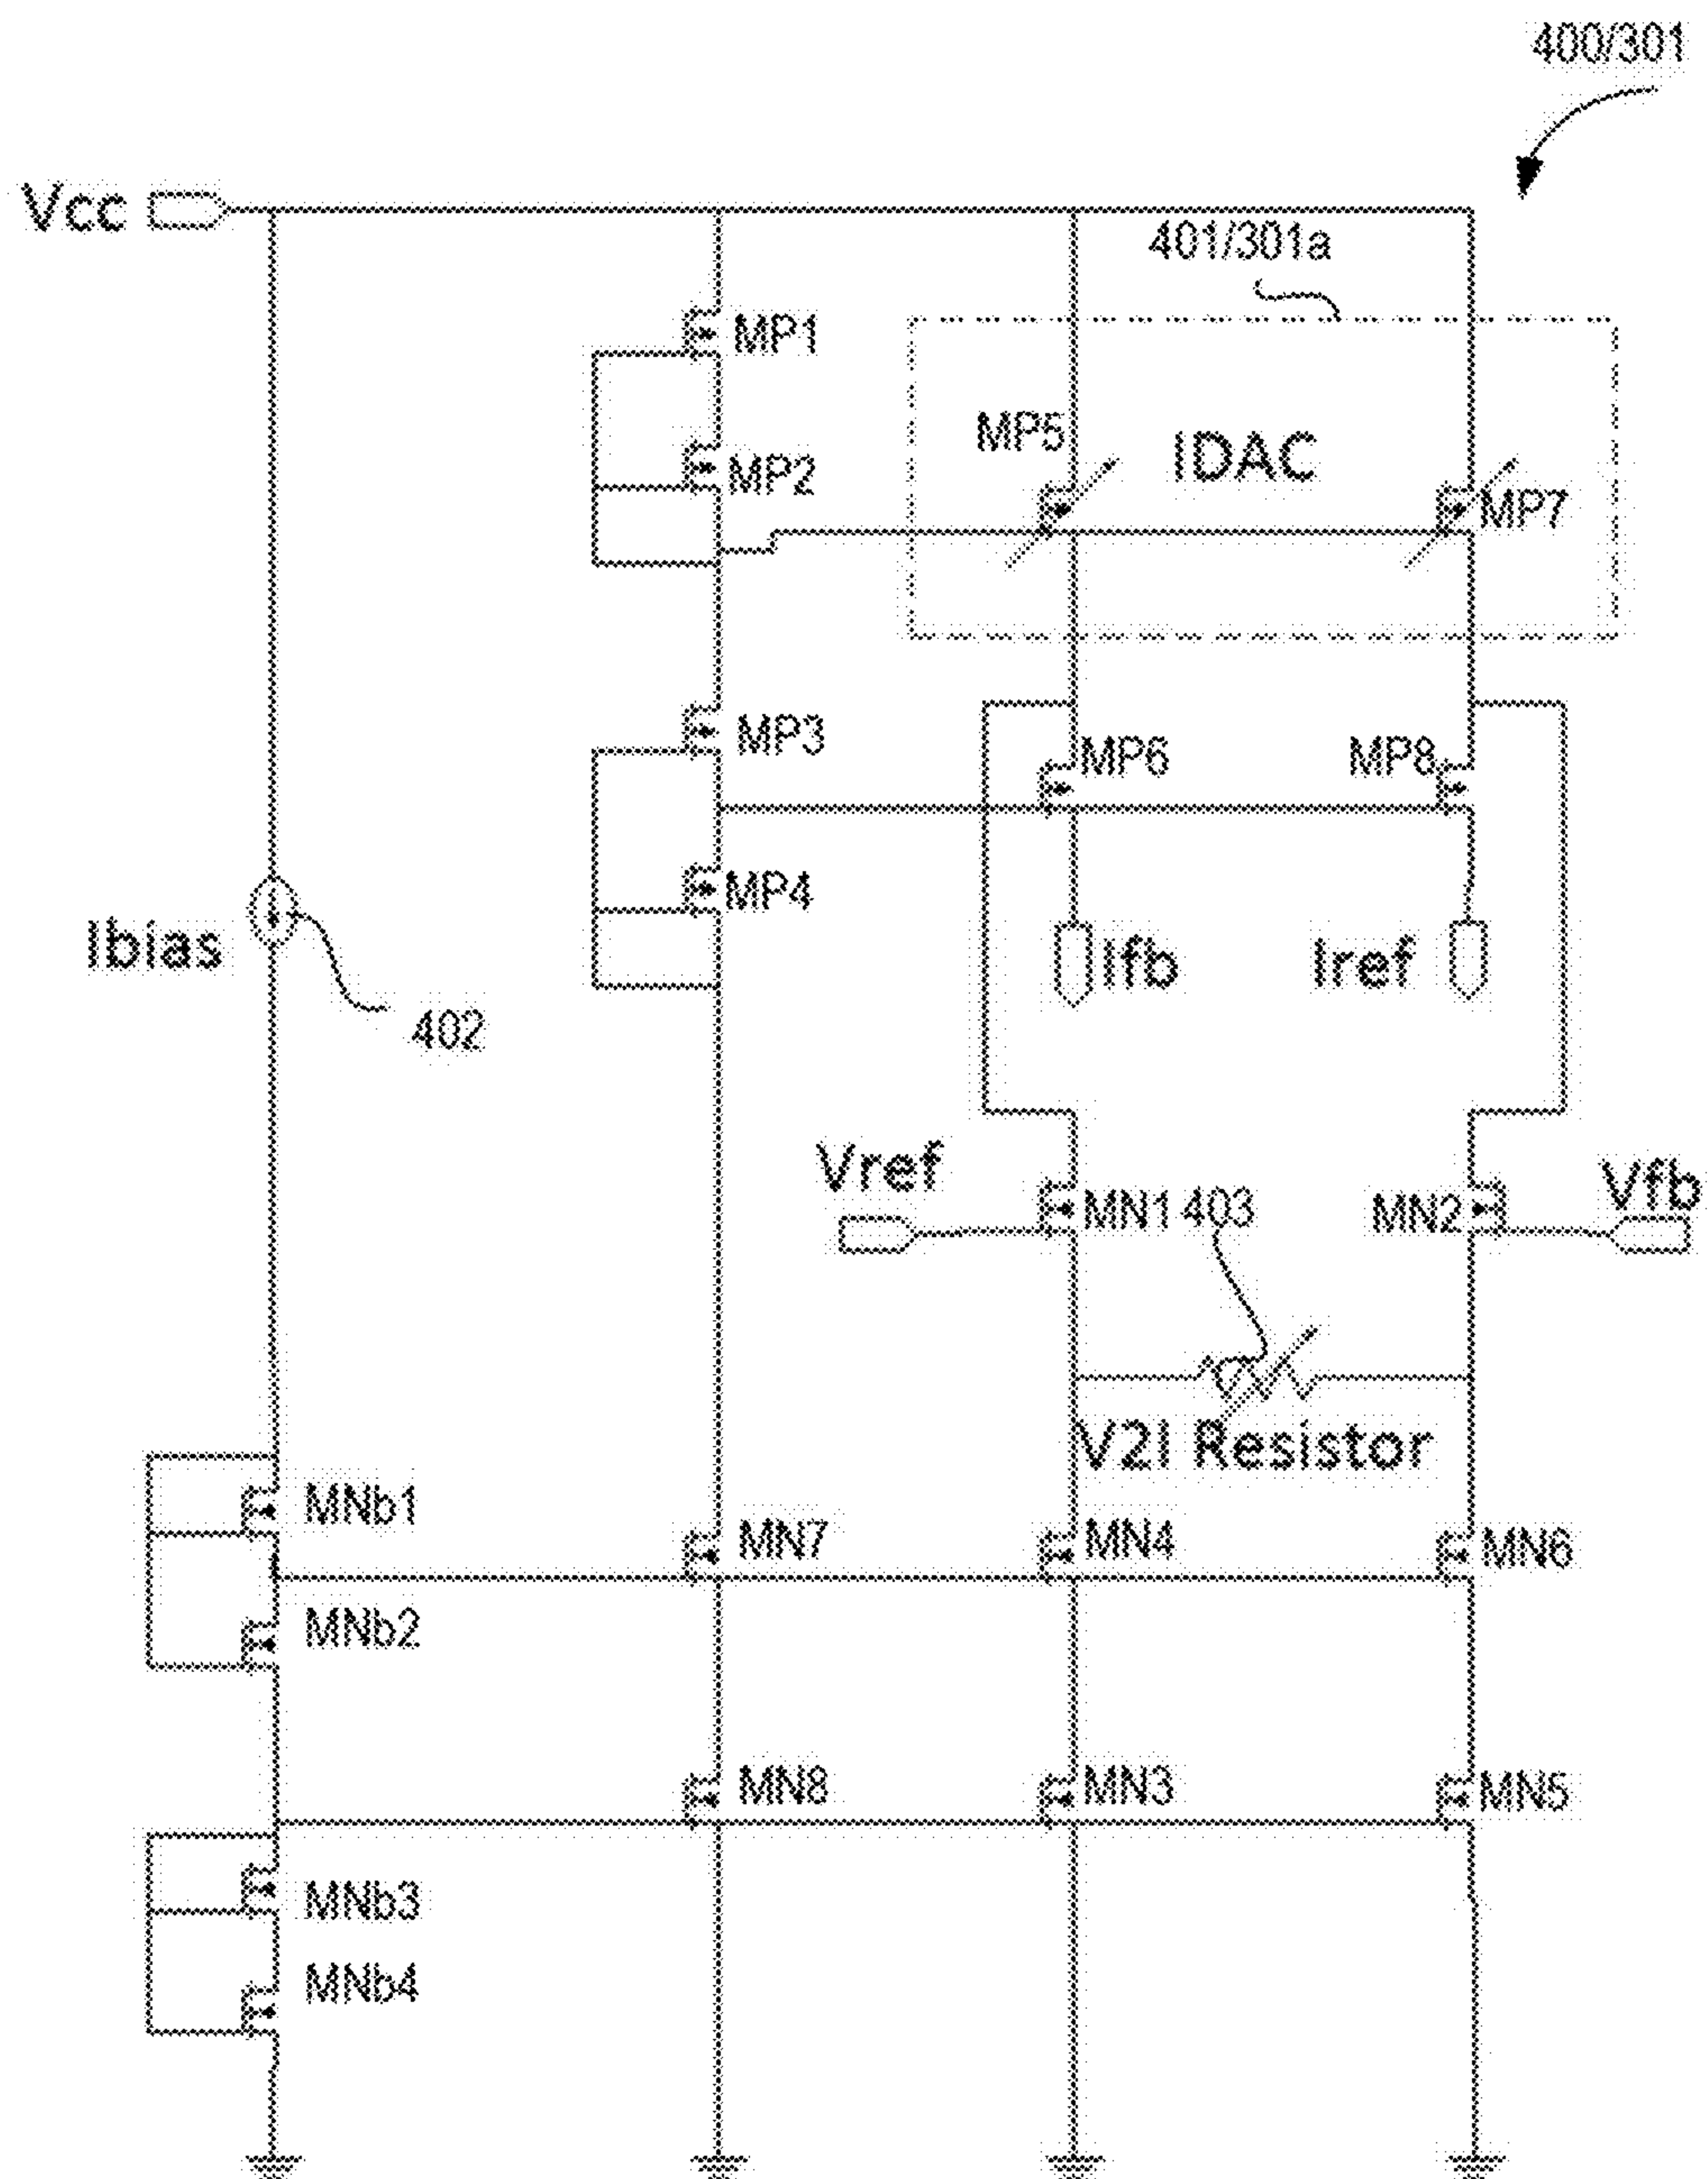 400/301
Vcc
401/301a
MP1
MP5
IDAC
MP2
MP7
MP3
MP6
MP8
MP4
Ibias
Ifb
Iref
402
Vref
MN1
403
MN2
Vfb
V2I Resistor
MNb1
MN7
MN4
MN6
MNb2
MN8
MN3
MN5
MNb3
MNb4